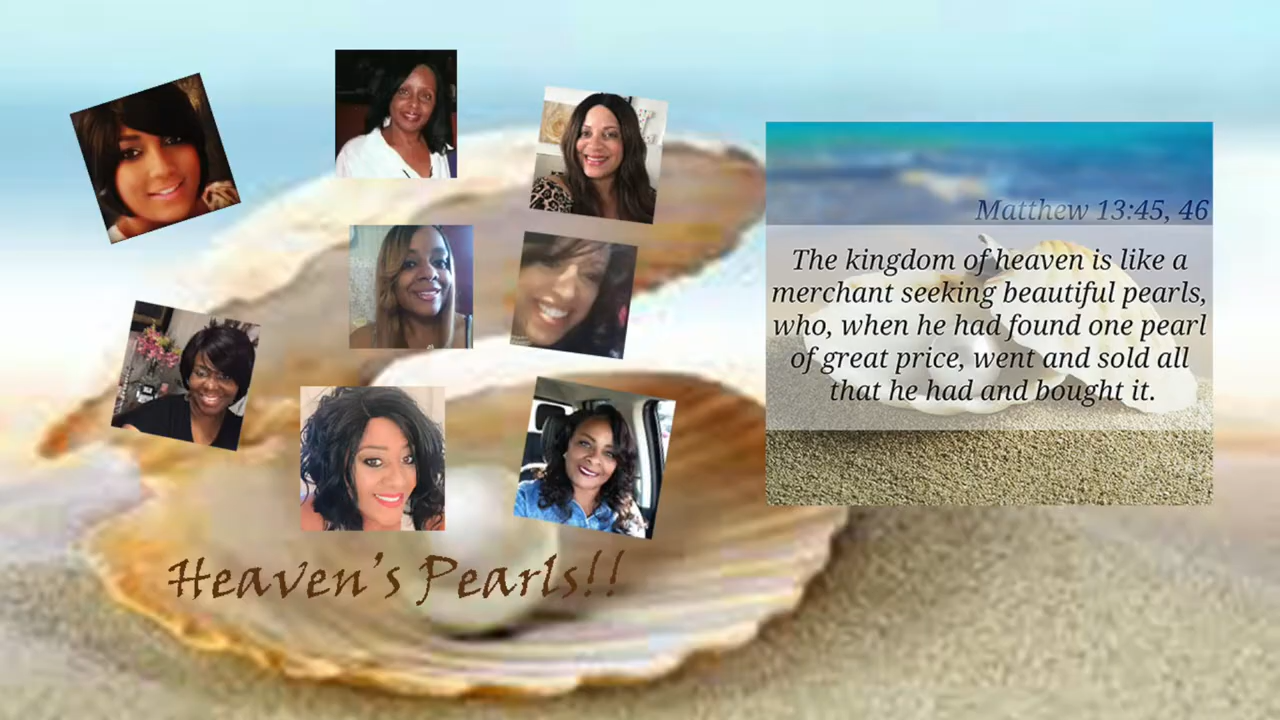 Heaven's Pearls!!
Matthew 13:45, 46
The kingdom of heaven is like a
merchant seeking beautiful pearls,
who, when he had found one pearl
of great price, went and sold all
that he had and bought it.